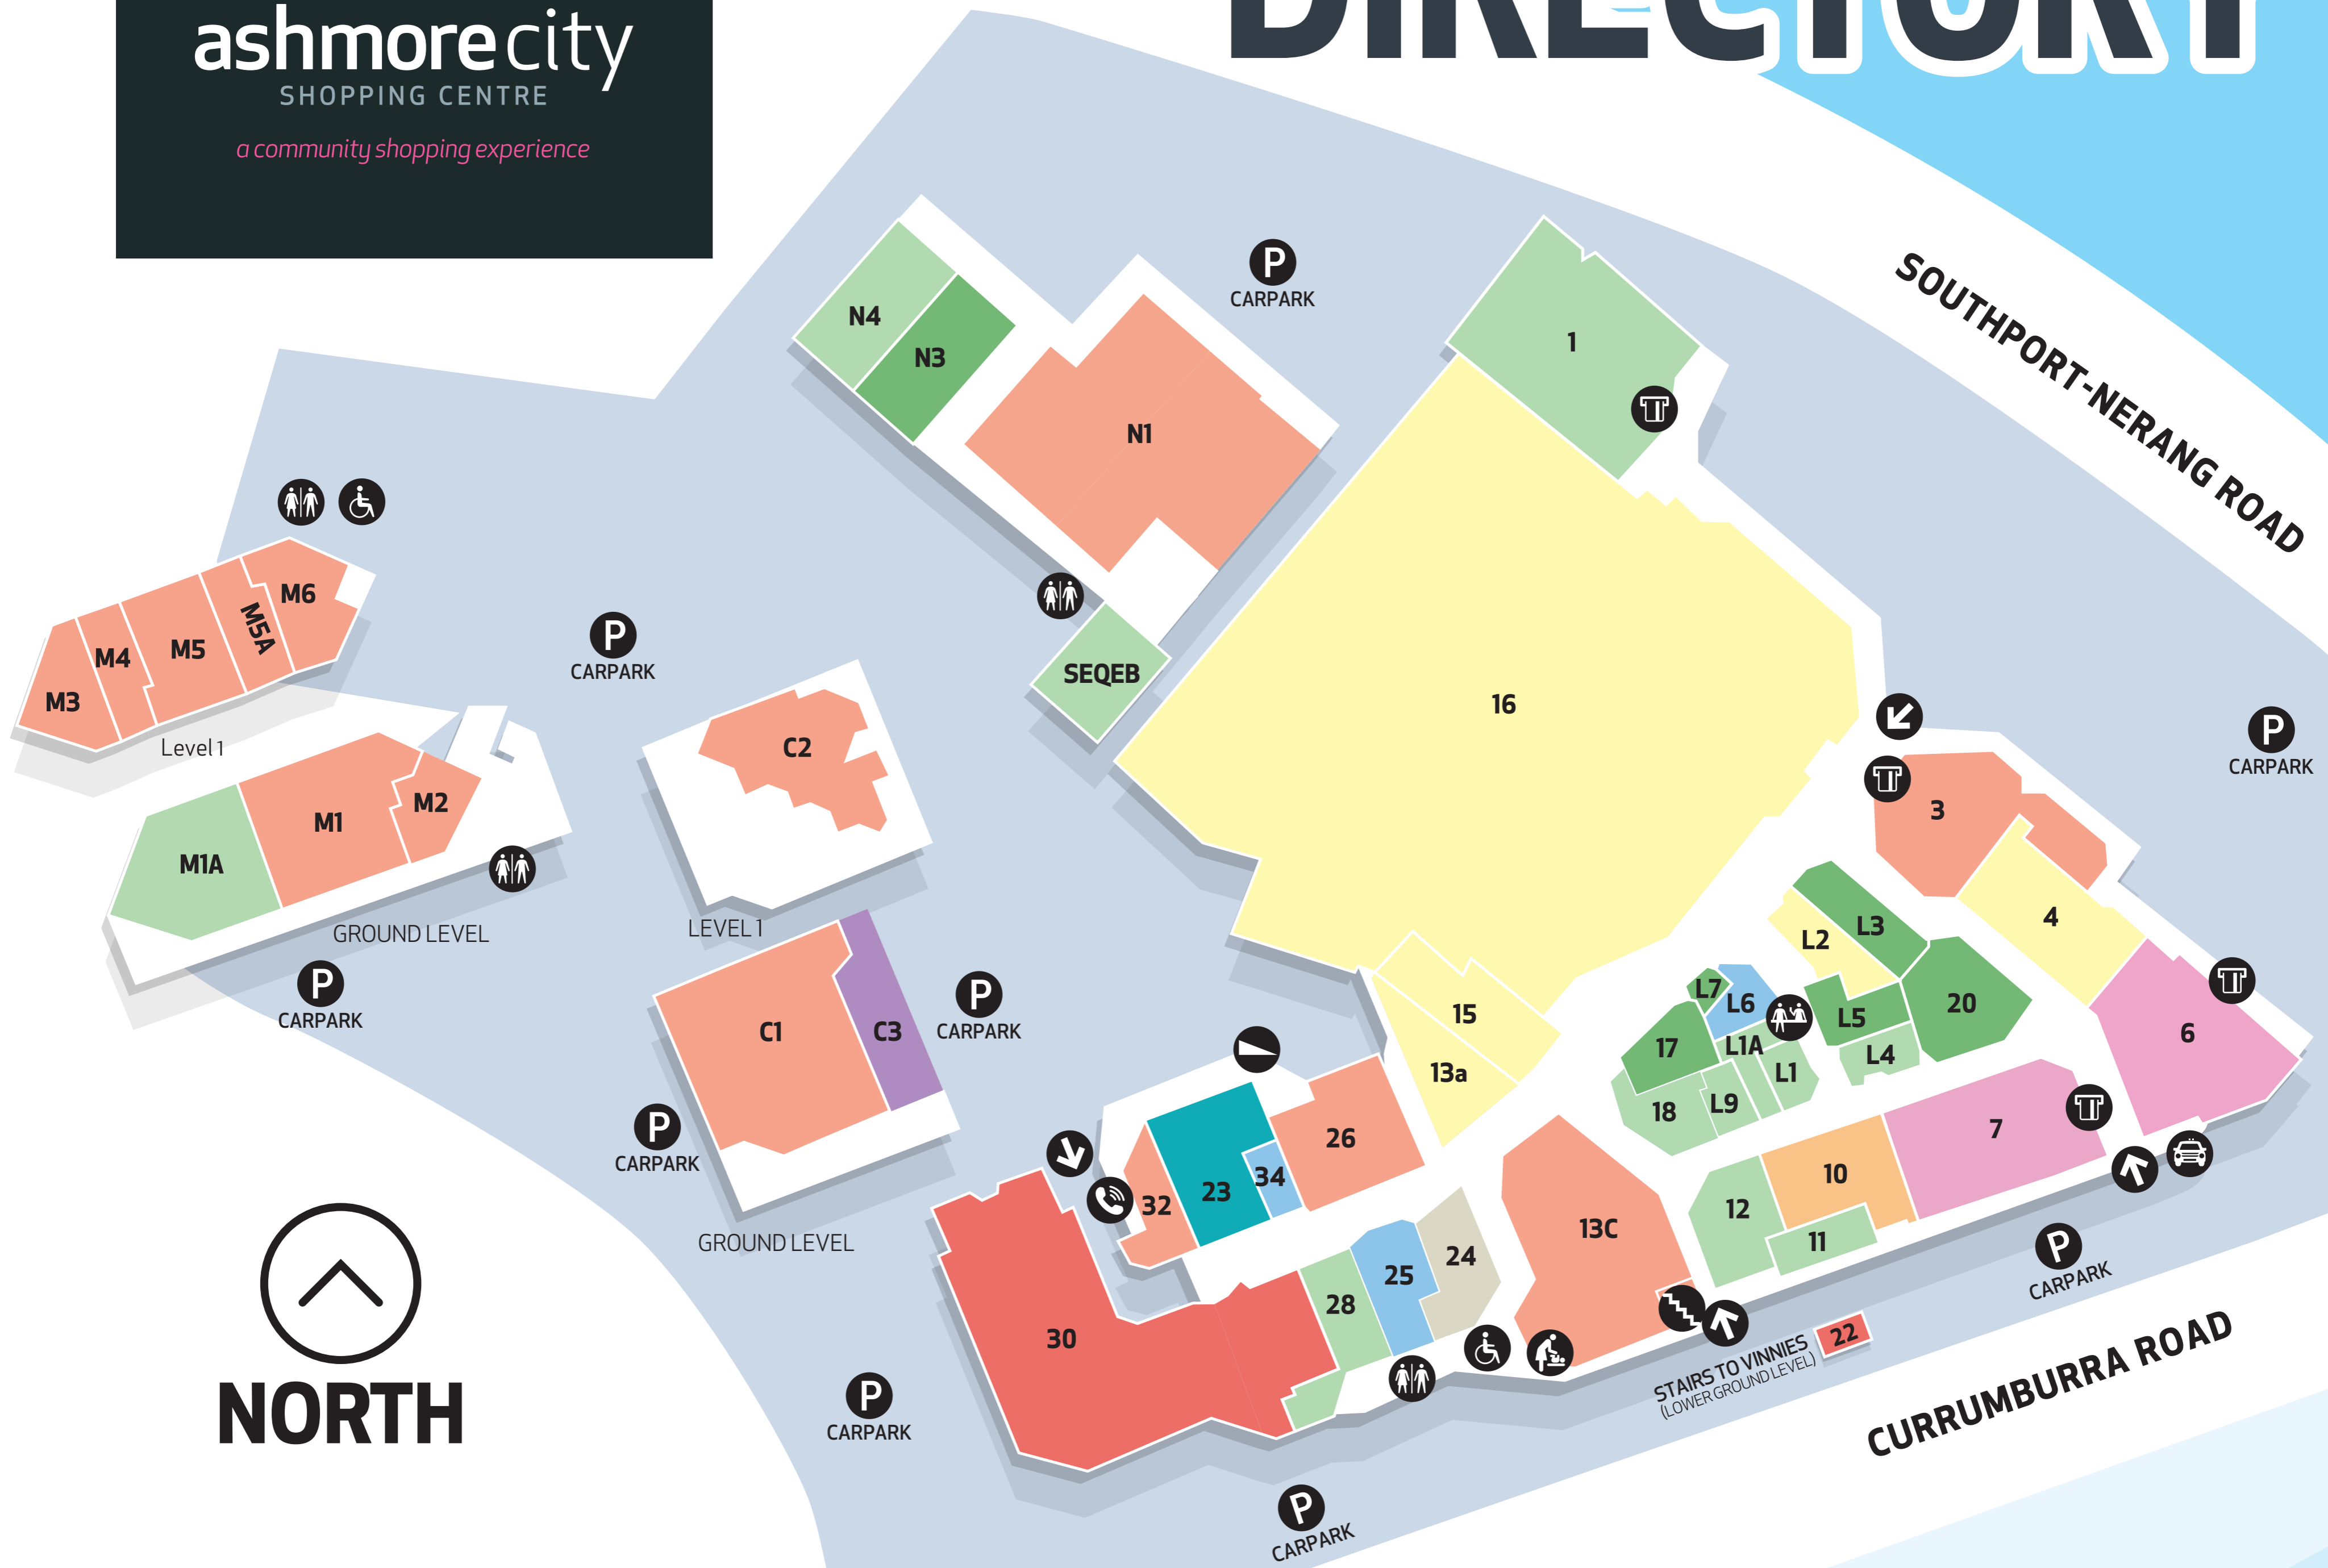 DIRECTORY
ashmorecity
SHOPPING CENTRE
a community shopping experience
SOUTHPORT-NERANG ROAD
P
CARPARK
N4
N3
N1
1
SEQEB
16
M6
M5A
M5
M4
M3
Level 1
P
CARPARK
M2
M1
M1A
GROUND LEVEL
P
CARPARK
C2
LEVEL 1
C1
C3
P
CARPARK
P
CARPARK
GROUND LEVEL
P
CARPARK
3
4
L3
L2
L7
L6
L5
20
6
17
L1A
L1
L4
18
L9
15
13a
7
10
12
11
26
34
23
32
13C
24
25
28
30
P
CARPARK
22
STAIRS TO VINNIES
(LOWER GROUND LEVEL)
CURRUMBURRA ROAD
NORTH
P
CARPARK
P
CARPARK